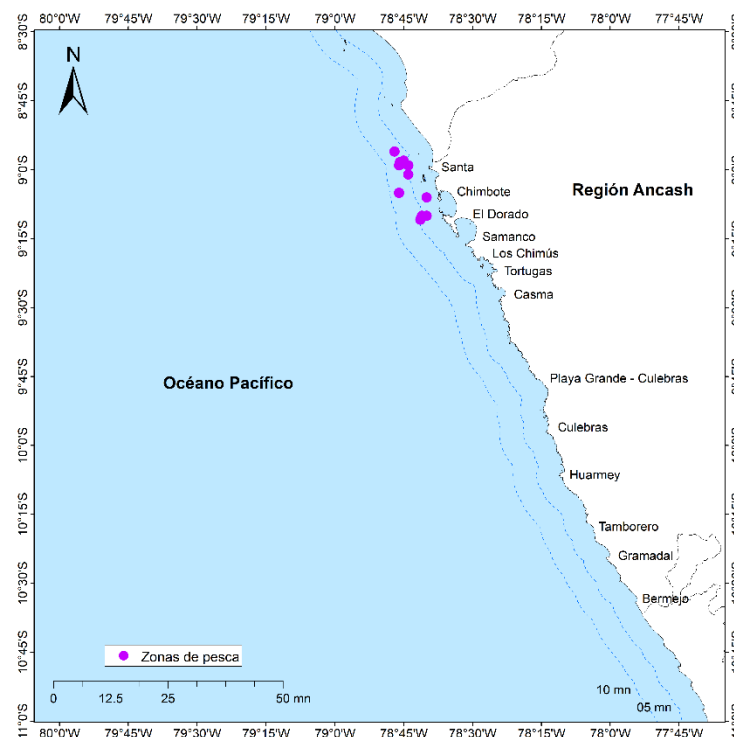 80°0'W 79°45'W 79°30'W 79°15'W 79°0'W 78°45'W 78°30'W 78°15'W 78°0'W 77°45'W
8°30'S
N
8°45'S
9°0'S
Santa
Chimbote
Región Ancash
El Dorado
9°15'S
Samanco
Los Chimús
Tortugas
Casma
9°30'S
9°45'S
Océano Pacífico
Playa Grande - Culebras
Culebras
10°0'S
Huarmey
10°15'S
Tamborero
Gramadal
10°30'S
Bermejo
10°45'S
Zonas de pesca
0 12.5 25 50 mn
10 mn
05 mn
11°0'S
80°0'W 79°45'W 79°30'W 79°15'W 79°0'W 78°45'W 78°30'W 78°15'W 78°0'W 77°45'W